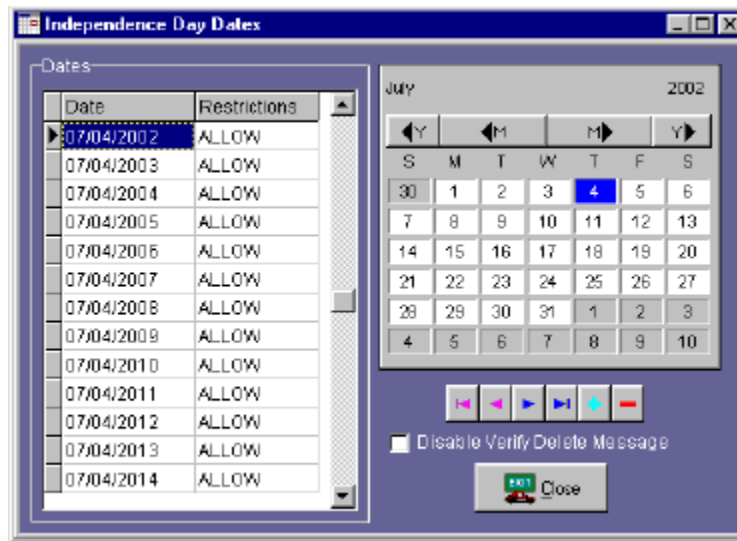 Independence Day Dates
Dates
Date Restrictions
07/04/2002 ALLOW
07/04/2003 ALLOW
07/04/2004 ALLOW
07/04/2005 ALLOW
07/04/2006 ALLOW
07/04/2007 ALLOW
07/04/2008 ALLOW
07/04/2009 ALLOW
07/04/2010 ALLOW
07/04/2011 ALLOW
07/04/2012 ALLOW
07/04/2013 ALLOW
07/04/2014 ALLOW
July 2002
Y M M Y
S M T W T F S
30 1 2 3 4 5 6
7 8 9 10 11 12 13
14 15 16 17 18 19 20
21 22 23 24 25 26 27
28 29 30 31 1 2 3
4 5 6 7 8 9 10
Disable Verify Delete Message
EXIT Close